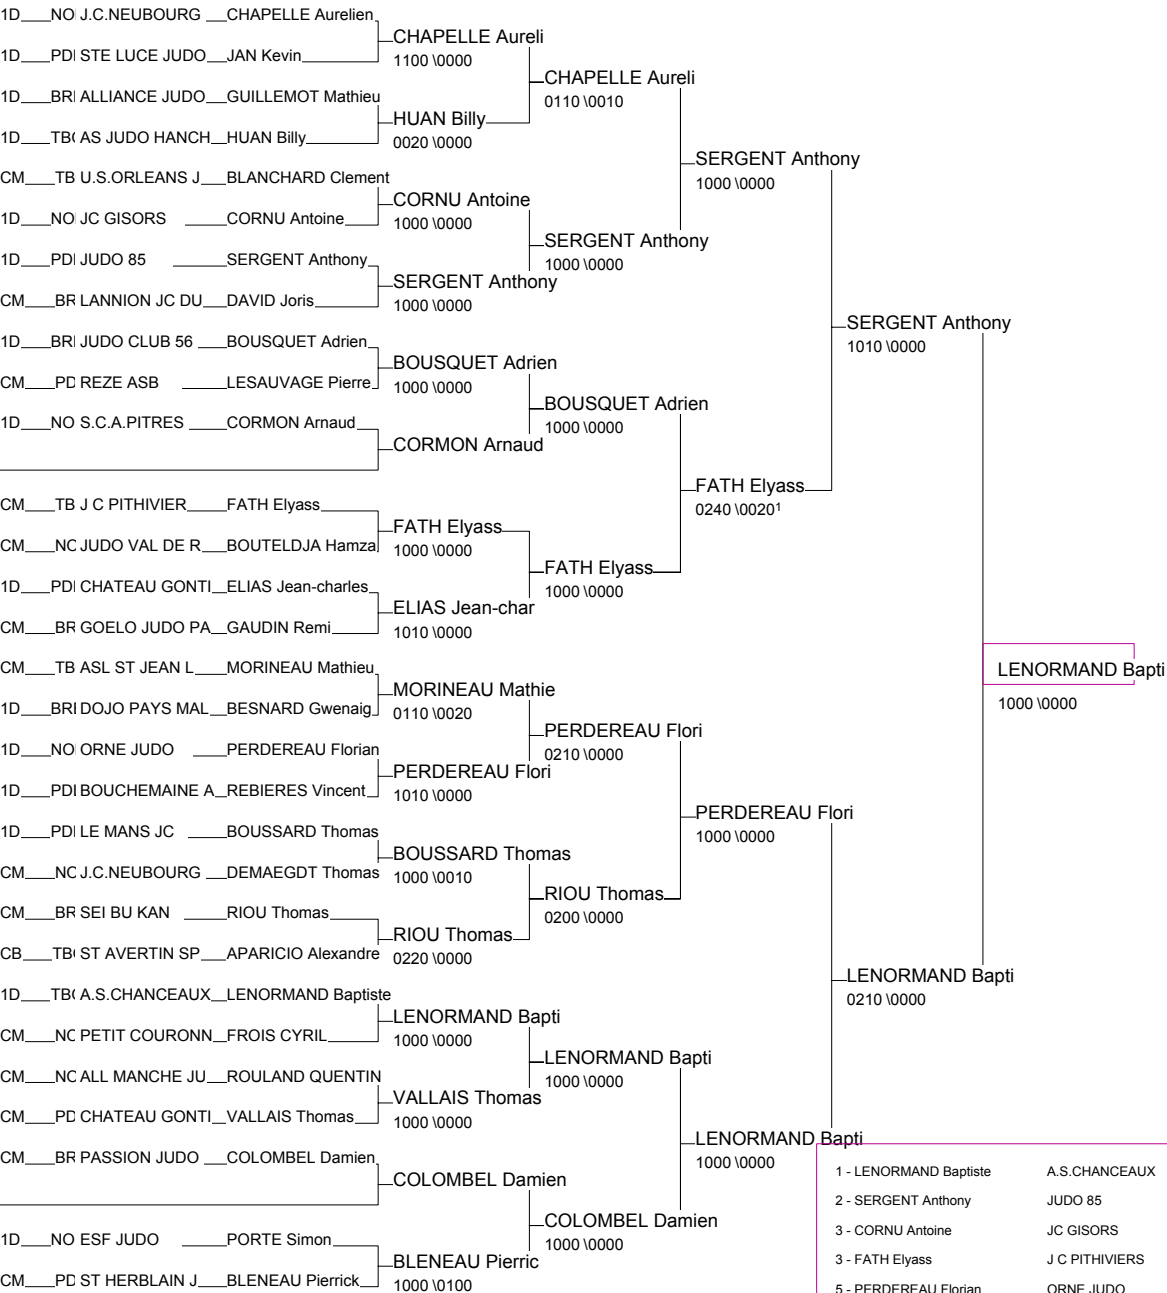 1D NO J.C.NEUBOURG CHAPELLE Aurelien
CHAPELLE Aureli
1D PDI STE LUCE JUDO JAN Kevin
1100 \0000
CHAPELLE Aureli
1D BRI ALLIANCE JUDO GUILLEMOT Mathieu
0110 \0010
HUAN Billy
1D TB( AS JUDO HANCH HUAN Billy
0020 \0000
SERGENT Anthony
CM TB U.S.ORLEANS J BLANCHARD Clement
1000 \0000
CORNU Antoine
1D NO JC GISORS CORNU Antoine
1000 \0000
SERGENT Anthony
1D PDI JUDO 85 SERGENT Anthony
1000 \0000
SERGENT Anthony
CM BR LANNION JC DU DAVID Joris
1000 \0000
SERGENT Anthony
1D BRI JUDO CLUB 56 BOUSQUET Adrien
1010 \0000
BOUSQUET Adrien
CM PD REZE ASB LESAUVAGE Pierre
1000 \0000
BOUSQUET Adrien
1D NO S.C.A.PITRES CORMON Arnaud
1000 \0000
CORMON Arnaud
FATH Elyass
CM TB J C PITHIVIER FATH Elyass
0240 \0020¹
FATH Elyass
CM NC JUDO VAL DE R BOUTELDJA Hamza
1000 \0000
FATH Elyass
1D PDI CHATEAU GONTI ELIAS Jean-charles
1000 \0000
ELIAS Jean-char
CM BR GOELO JUDO PA GAUDIN Remi
1010 \0000
CM TB ASL ST JEAN L MORINEAU Mathieu
LENORMAND Bapti
MORINEAU Mathie
1D BRI DOJO PAYS MAL BESNARD Gwenaig
1000 \0000
0110 \0020
PERDEREAU Flori
1D NO ORNE JUDO PERDEREAU Florian
0210 \0000
PERDEREAU Flori
1D PDI BOUCHEMAINE A REBIERES Vincent
1010 \0000
PERDEREAU Flori
1D PDI LE MANS JC BOUSSARD Thomas
1000 \0000
BOUSSARD Thomas
CM NC J.C.NEUBOURG DEMAEGDT Thomas
1000 \0010
RIOU Thomas
CM BR SEI BU KAN RIOU Thomas
0200 \0000
RIOU Thomas
CB TB( ST AVERTIN SP APARICIO Alexandre
0220 \0000
LENORMAND Bapti
1D TB( A.S.CHANCEAUX LENORMAND Baptiste
0210 \0000
LENORMAND Bapti
CM NC PETIT COURONN FROIS CYRIL
1000 \0000
LENORMAND Bapti
CM NC ALL MANCHE JU ROULAND QUENTIN
1000 \0000
VALLAIS Thomas
CM PD CHATEAU GONTI VALLAIS Thomas
1000 \0000
LENORMAND Bapti
CM BR PASSION JUDO COLOMBEL Damien
1000 \0000
1 - LENORMAND Baptiste A.S.CHANCEAUX
COLOMBEL Damien
2 - SERGENT Anthony JUDO 85
COLOMBEL Damien
3 - CORNU Antoine JC GISORS
1D NO ESF JUDO PORTE Simon
1000 \0000
BLENEAU Pierric
3 - FATH Elyass J C PITHIVIERS
CM PD ST HERBLAIN J BLENEAU Pierrick
1000 \0100
5 - PERDEREAU Florian ORNE JUDO